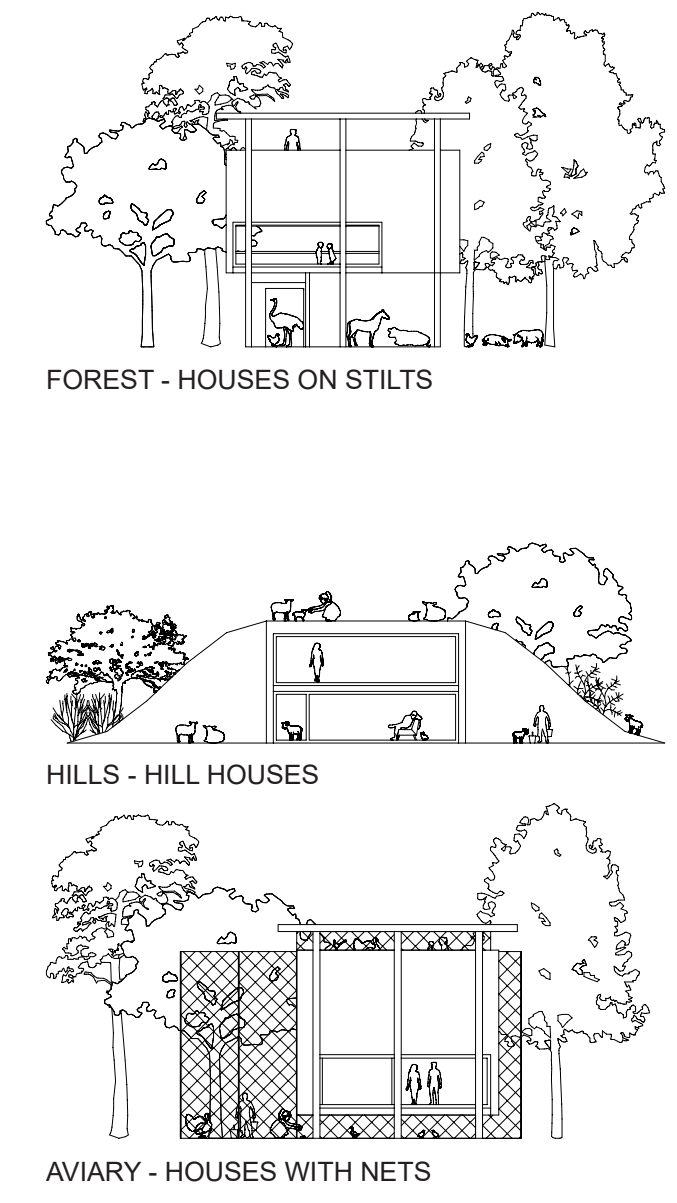 FOREST - HOUSES ON STILTS
HILLS - HILL HOUSES
AVIARY - HOUSES WITH NETS